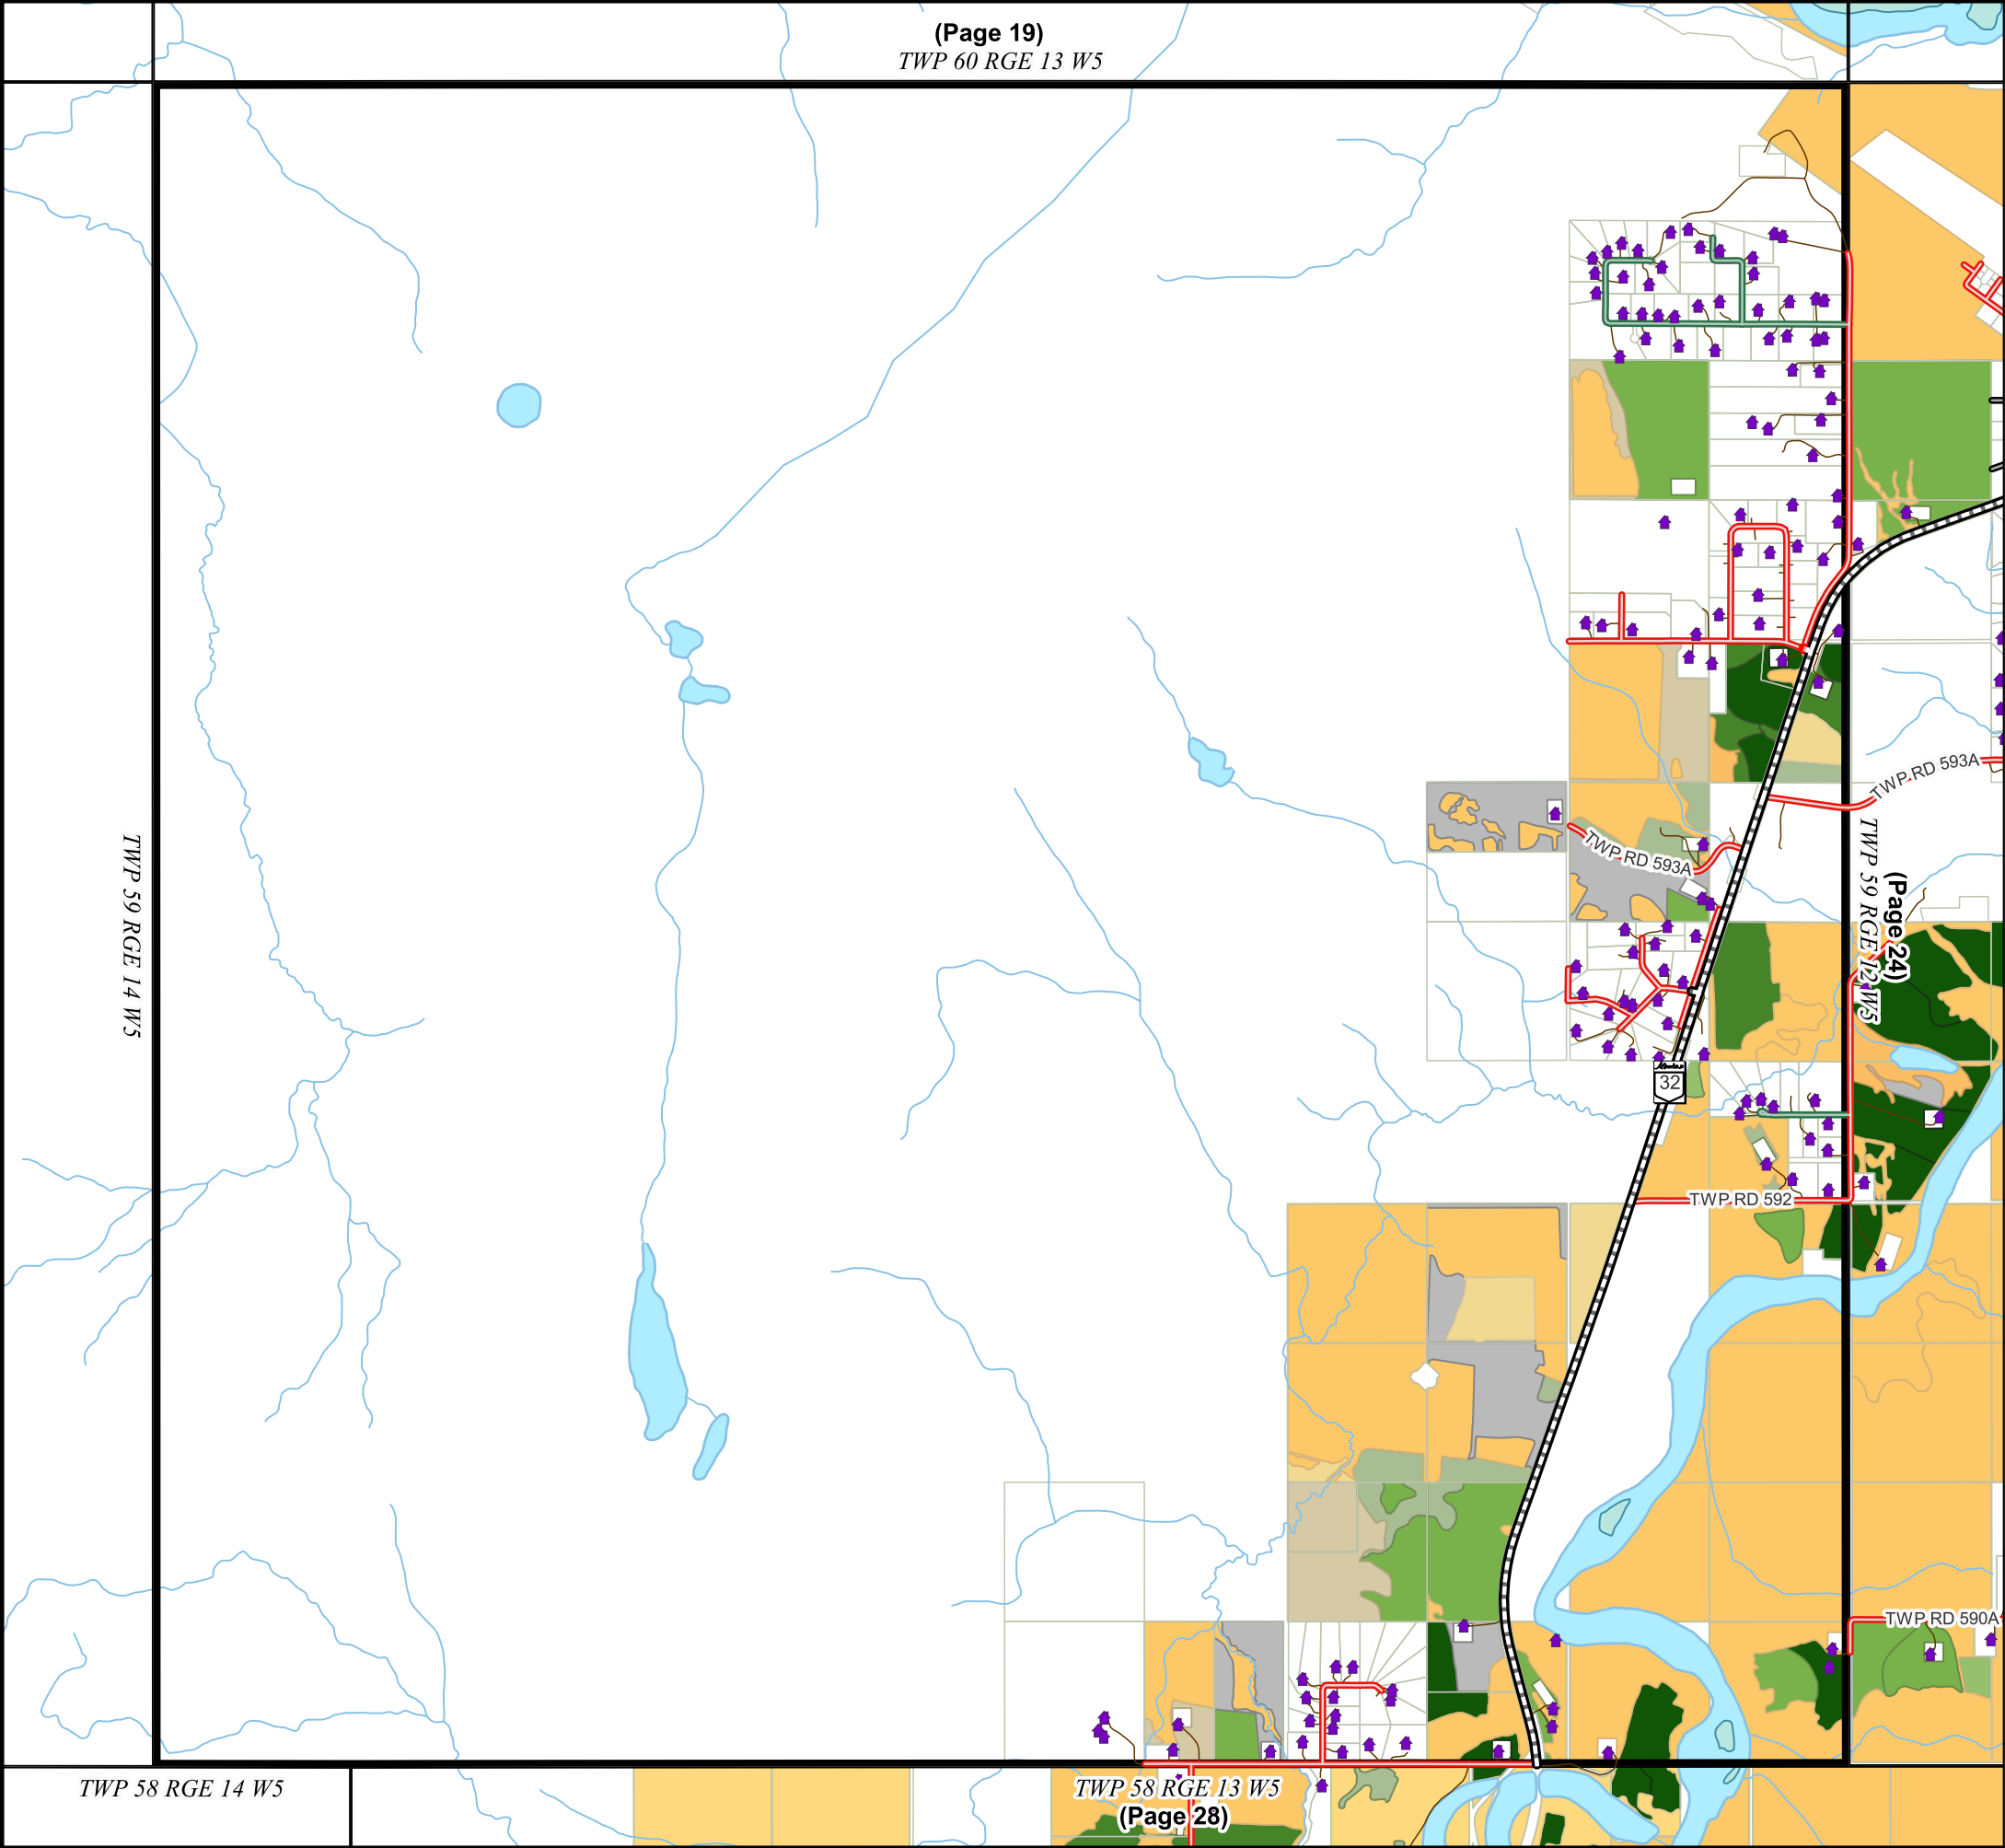 (Page 19)
TWP 60 RGE 13 W5
TWP RD 593A
TWP RD 593A
TWP 59 RGE 14 W5
TWP 59 RGE 12 W5
(Page 24)
Alberta
32
TWP RD 592
TWP RD 590A
TWP 58 RGE 14 W5
TWP 58 RGE 13 W5
(Page 28)